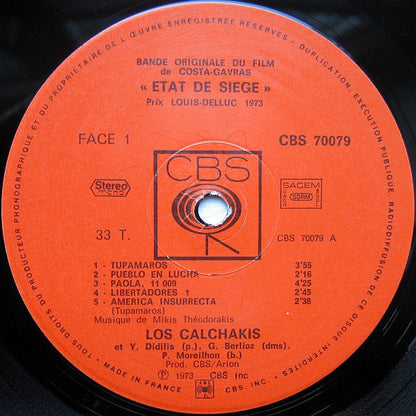 TOUS DROITS DU PRODUCTEUR PHONOGRAPHIQUE ET DU PROPRIETAIRE DE L'ŒUVRE ENREGISTREE RESERVES - DUPLICATION, EXECUTION PUBLIQUE, RADIODIFFUSION DE CE DISQUE INTERDITES
BANDE ORIGINALE DU FILM
de COSTA-GAVRAS
« ETAT DE SIEGE »
Prix LOUIS-DELLUC 1973
FACE 1
CBS 70079
CBS
Stereo
mono
SACEM
SDRM
33 T.
CBS 70079 A
1 - TUPAMAROS 3'55
2 - PUEBLO EN LUCHA — 2'16
3 - PAOLA, 11 009 4'25
4 - LIBERTADORES 1 2'45
5 - AMERICA INSURRECTA 2'38
(Tupamaros)
Musique de Mikis Théodorakis
LOS CALCHAKIS
et Y. Didilis (p.), G. Berlioz (dms).
P. Moreilhon (b.)
Prod. CBS/Arion
℗ 1973 CBS Inc
MADE IN FRANCE
CBS
CBS INC.